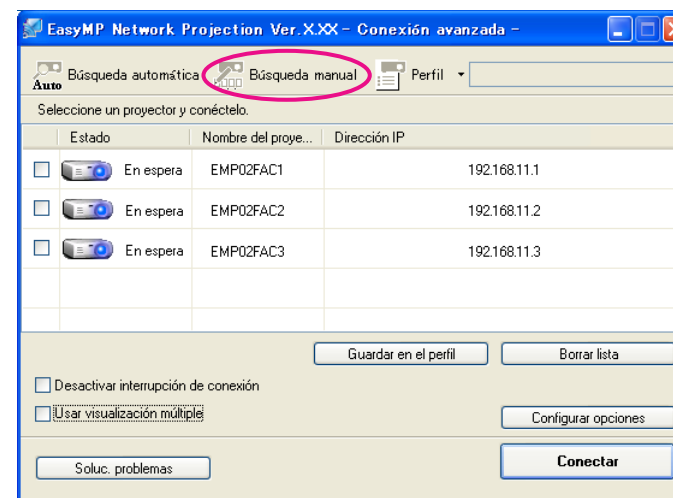 EasyMP Network Projection Ver.X.XX – Conexión avanzada –
Auto Búsqueda automática Búsqueda manual Perfil
Seleccione un proyector y conéctelo.
Estado Nombre del proye... Dirección IP
En espera EMP02FAC1 192.168.11.1
En espera EMP02FAC2 192.168.11.2
En espera EMP02FAC3 192.168.11.3
Guardar en el perfil Borrar lista
Desactivar interrupción de conexión
Usar visualización múltiple
Configurar opciones
Soluc. problemas Conectar